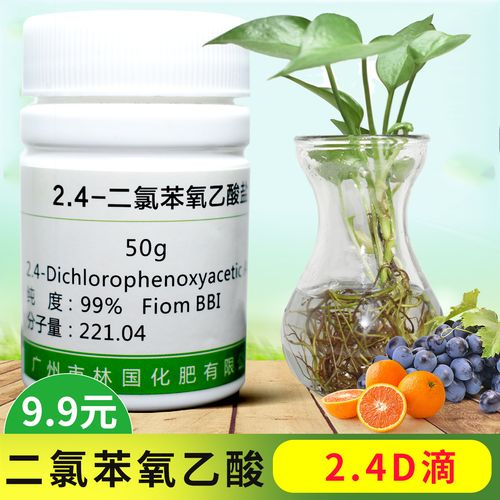 2.4-二氯苯氧乙酸盐
50g
2.4-Dichlorophenoxyacetic
纯 度：99% Fiom BBI
分子量：221.04
广州市林国化肥有限
9.9元
二氯苯氧乙酸
2.4D滴